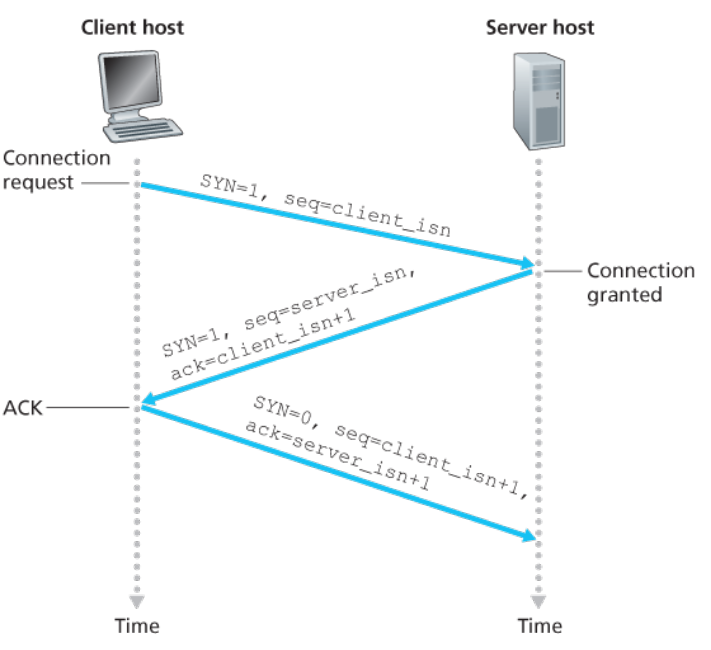 Client host
Server host
Connection
request
SYN=1, seq=client_isn
Connection
granted
SYN=1, seq=server_isn,
ack=client_isn+1
ACK
SYN=0, seq=client_isn+1,
ack=server_isn+1
Time
Time